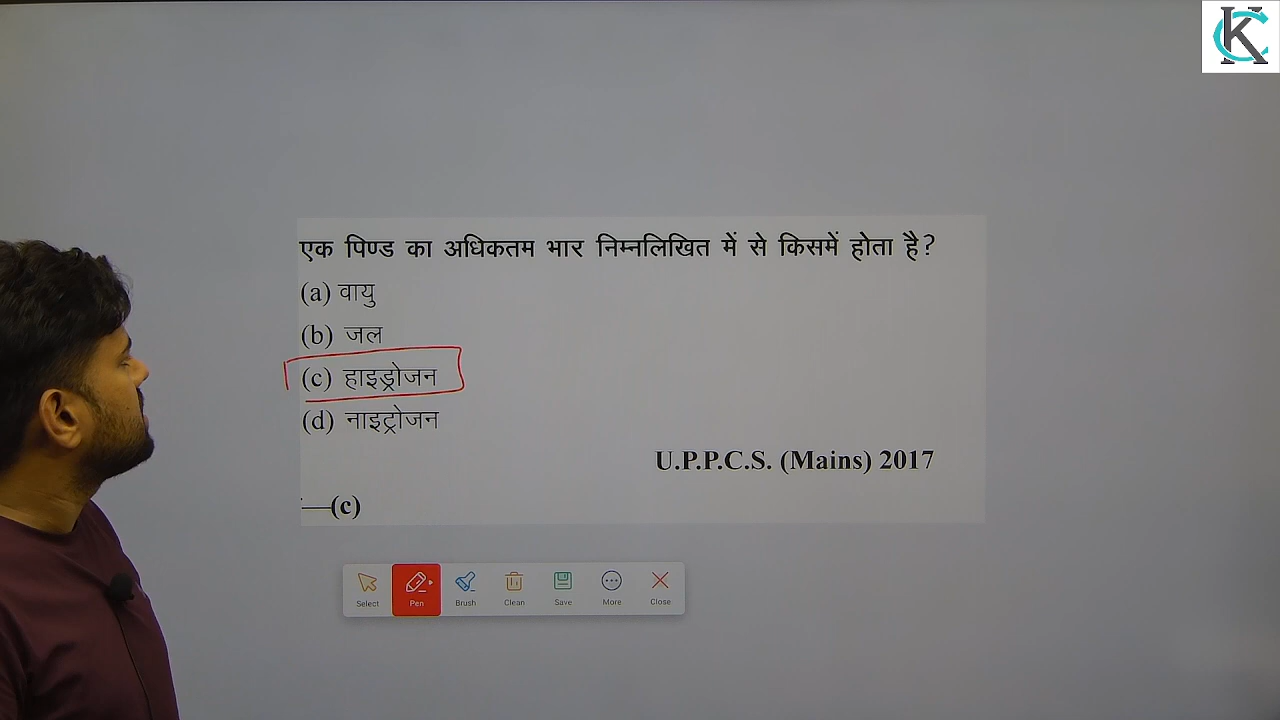 एक पिण्ड का अधिकतम भार निम्नलिखित में से किसमें होता है?
(a) वायु
(b) जल
(c) हाइड्रोजन
(d) नाइट्रोजन
U.P.P.C.S. (Mains) 2017
—(c)
Select Pen Brush Clean Save More Close
KC